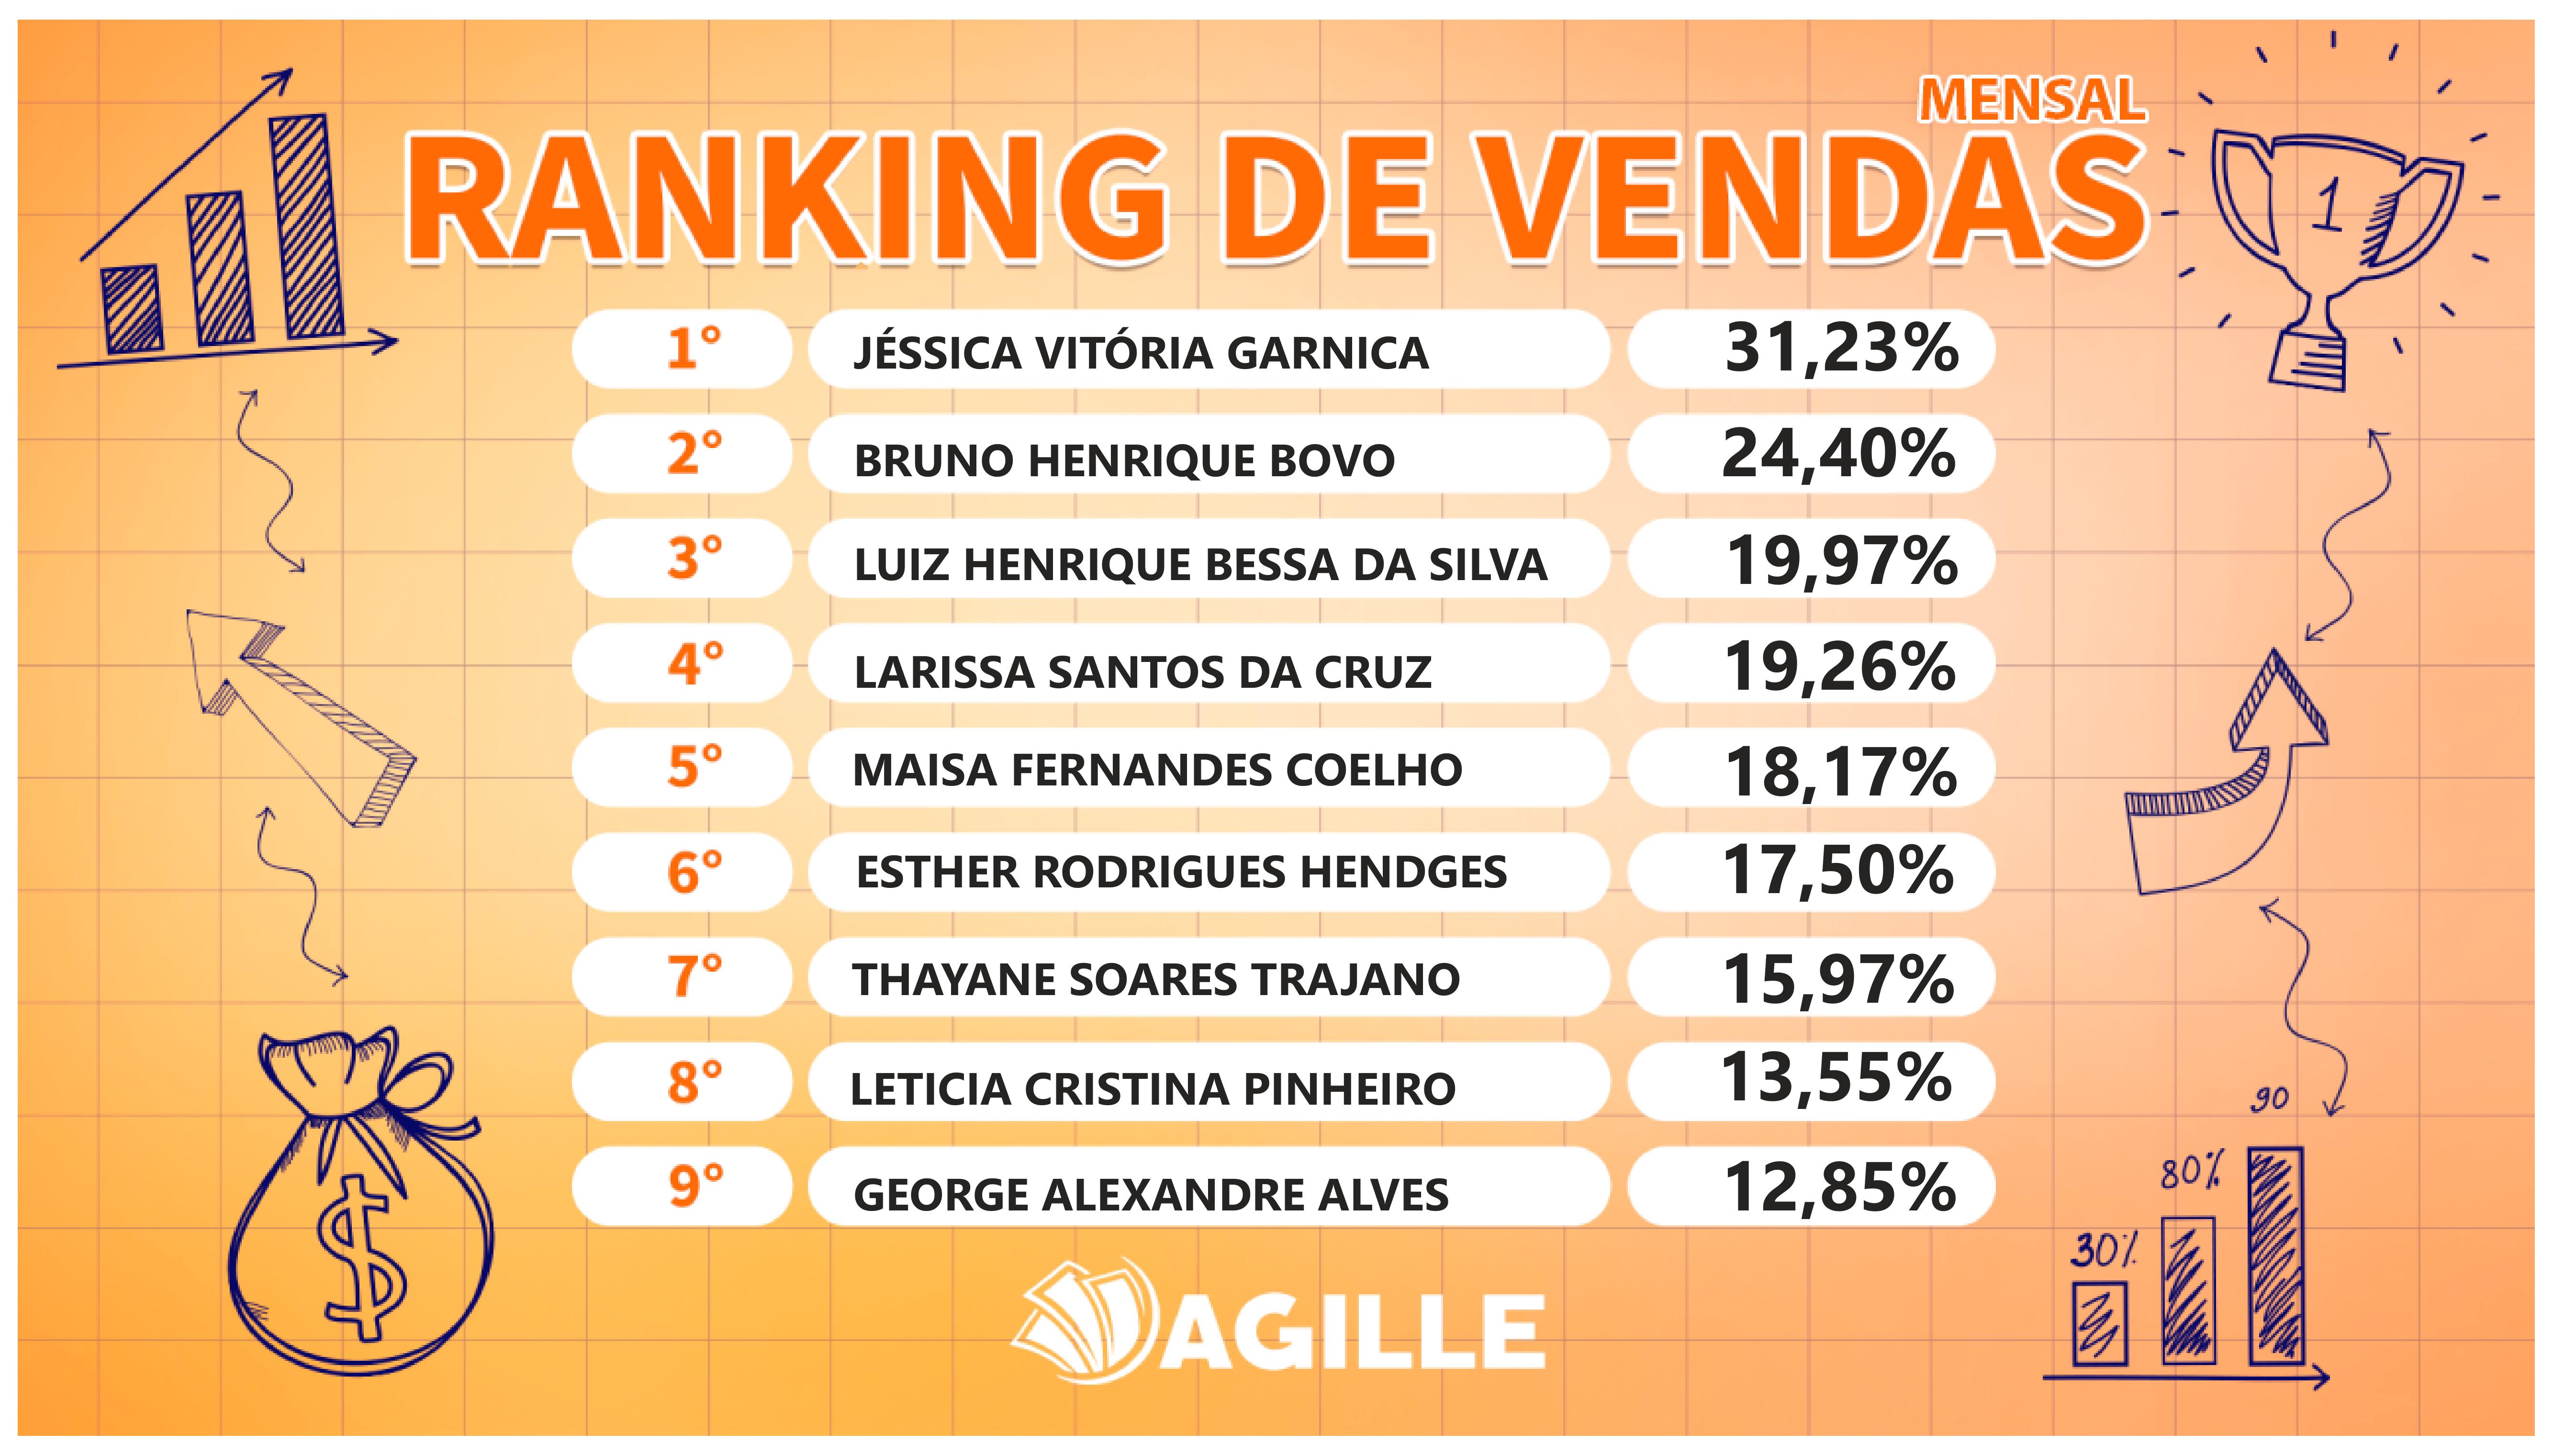 MENSAL
RANKING DE VENDAS
1
1° JÉSSICA VITÓRIA GARNICA 31,23%
2° BRUNO HENRIQUE BOVO 24,40%
3° LUIZ HENRIQUE BESSA DA SILVA 19,97%
4° LARISSA SANTOS DA CRUZ 19,26%
5° MAISA FERNANDES COELHO 18,17%
6° ESTHER RODRIGUES HENDGES 17,50%
7° THAYANE SOARES TRAJANO 15,97%
8° LETICIA CRISTINA PINHEIRO 13,55%
9° GEORGE ALEXANDRE ALVES 12,85%
$
90
80%
30%
AGILLE